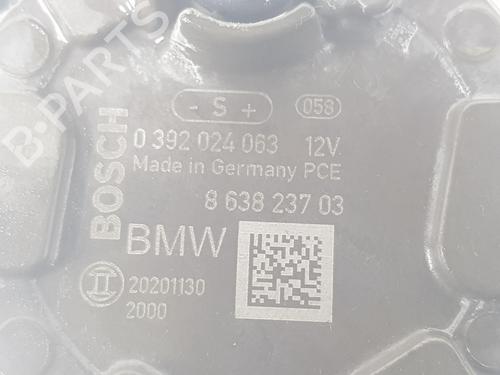 - S +
058
BOSCH
0 392 024 063 12V
Made in Germany PCE
8 638 237 03
BMW
20201130
2000
B-PARTS